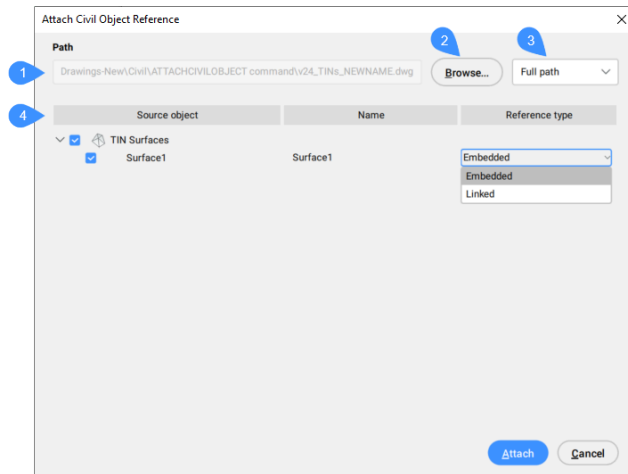 Attach Civil Object Reference
Path
2
3
1
Drawings-New\Civil\ATTACHCIVILOBJECT command\v24_TINs_NEWNAME.dwg
Browse...
Full path
4
Source object
Name
Reference type
TIN Surfaces
Surface1
Surface1
Embedded
Embedded
Linked
Attach
Cancel